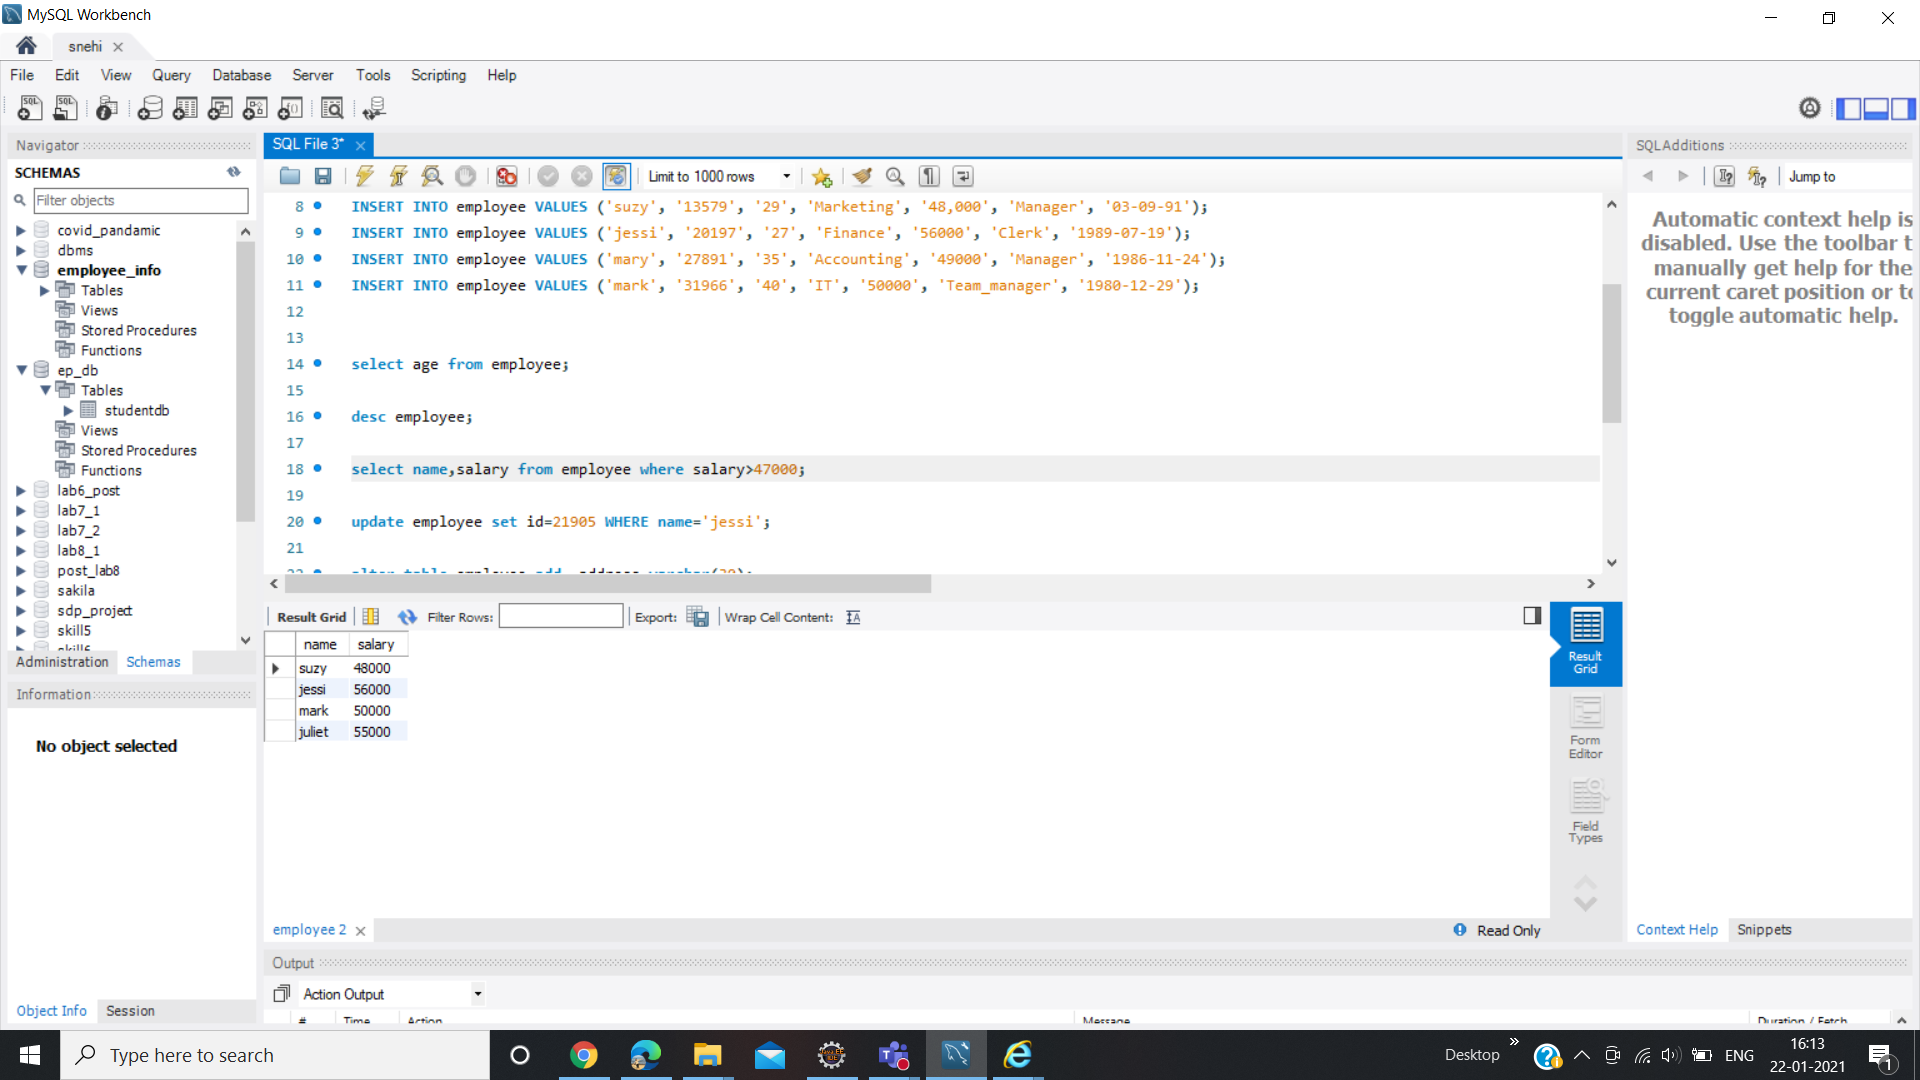 MySQL Workbench
snehi
File Edit View Query Database Server Tools Scripting Help
Navigator
SCHEMAS
Filter objects
covid_pandamic
dbms
employee_info
Tables
Views
Stored Procedures
Functions
ep_db
Tables
studentdb
Views
Stored Procedures
Functions
lab6_post
lab7_1
lab7_2
lab8_1
post_lab8
sakila
sdp_project
skill5
skill6
Administration Schemas
Information
No object selected
Object Info Session
SQL File 3*
Limit to 1000 rows
8 INSERT INTO employee VALUES ('suzy', '13579', '29', 'Marketing', '48,000', 'Manager', '03-09-91');
9 INSERT INTO employee VALUES ('jessi', '20197', '27', 'Finance', '56000', 'Clerk', '1989-07-19');
10 INSERT INTO employee VALUES ('mary', '27891', '35', 'Accounting', '49000', 'Manager', '1986-11-24');
11 INSERT INTO employee VALUES ('mark', '31966', '40', 'IT', '50000', 'Team_manager', '1980-12-29');
12
13
14 select age from employee;
15
16 desc employee;
17
18 select name,salary from employee where salary>47000;
19
20 update employee set id=21905 WHERE name='jessi';
21
22 alter table employee add address varchar(20);
Result Grid Filter Rows: Export: Wrap Cell Content:
name salary
suzy 48000
jessi 56000
mark 50000
juliet 55000
Result Grid
Form Editor
Field Types
employee 2
Read Only
Output
Action Output
# Time Action Message Duration / Fetch
SQLAdditions
Jump to
Automatic context help is
disabled. Use the toolbar t
manually get help for the
current caret position or to
toggle automatic help.
Context Help Snippets
Type here to search
Desktop
ENG
16:13
22-01-2021
1